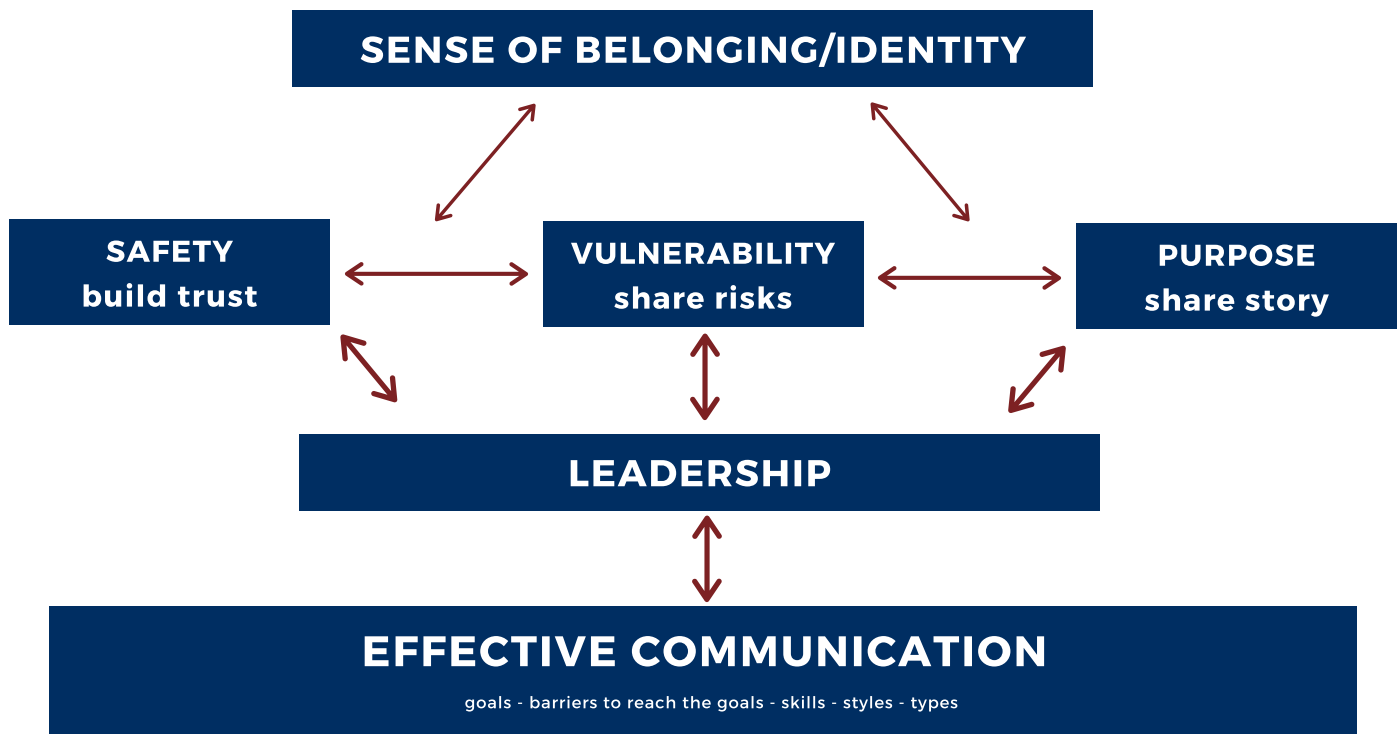 SENSE OF BELONGING/IDENTITY
SAFETY
build trust
VULNERABILITY
share risks
PURPOSE
share story
LEADERSHIP
EFFECTIVE COMMUNICATION
goals - barriers to reach the goals - skills - styles - types